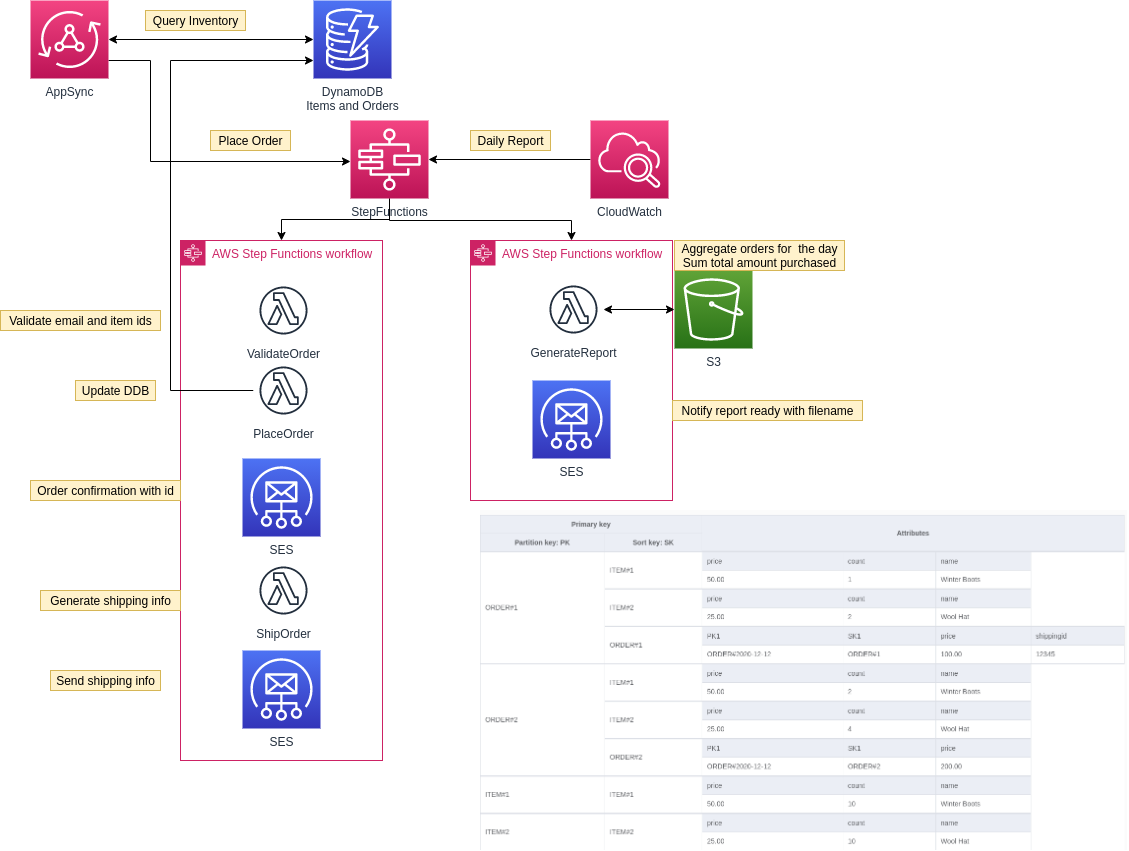 Query Inventory
AppSync
DynamoDB
Items and Orders
Place Order
Daily Report
StepFunctions
CloudWatch
AWS Step Functions workflow
AWS Step Functions workflow
Aggregate orders for the day
Sum total amount purchased
Validate email and item ids
ValidateOrder
GenerateReport
S3
Update DDB
PlaceOrder
Notify report ready with filename
SES
Order confirmation with id
SES
Generate shipping info
ShipOrder
Send shipping info
SES
Primary key
Attributes
Partition key: PK Sort key: SK
ORDER#1
ITEM#1
price count name
50.00 1 Winter Boots
ITEM#2
price count name
25.00 2 Wool Hat
ORDER#1
PK1 SK1 price shippingid
ORDER#2020-12-12 ORDER#1 100.00 12345
ORDER#2
ITEM#1
price count name
50.00 2 Winter Boots
ITEM#2
price count name
25.00 4 Wool Hat
ORDER#2
PK1 SK1 price
ORDER#2020-12-12 ORDER#2 200.00
ITEM#1 ITEM#1
price count name
50.00 10 Winter Boots
ITEM#2 ITEM#2
price count name
25.00 10 Wool Hat